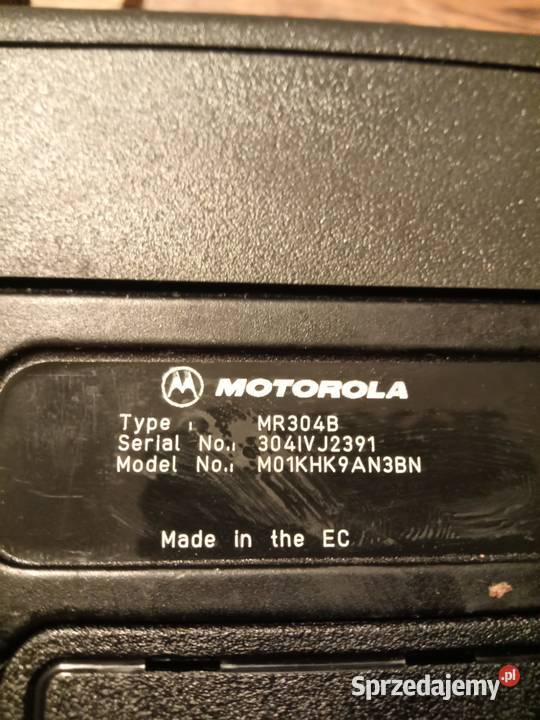 MOTOROLA
Type : MR304B
Serial No.: 304IVJ2391
Model No.: M01KHK9AN3BN
Made in the EC
Sprzedajemy.pl